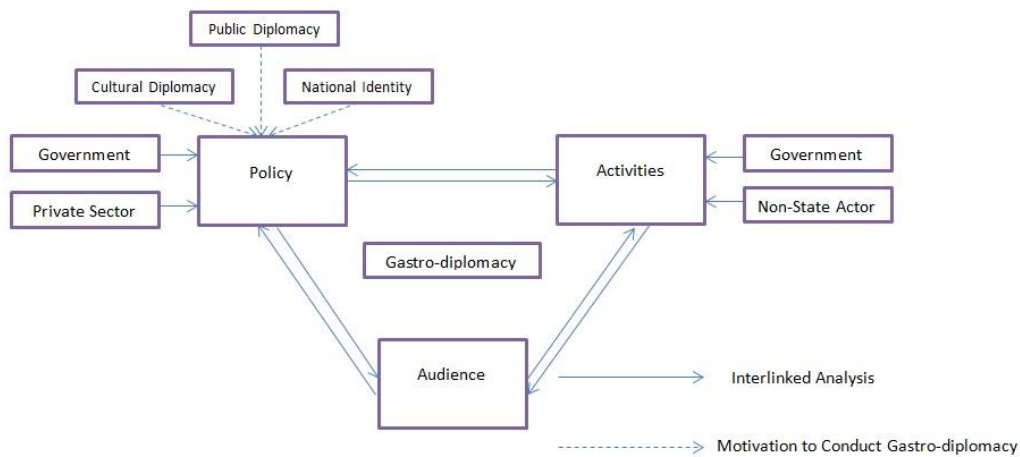 Public Diplomacy
Cultural Diplomacy
National Identity
Government
Policy
Activities
Government
Private Sector
Non-State Actor
Gastro-diplomacy
Audience
Interlinked Analysis
Motivation to Conduct Gastro-diplomacy